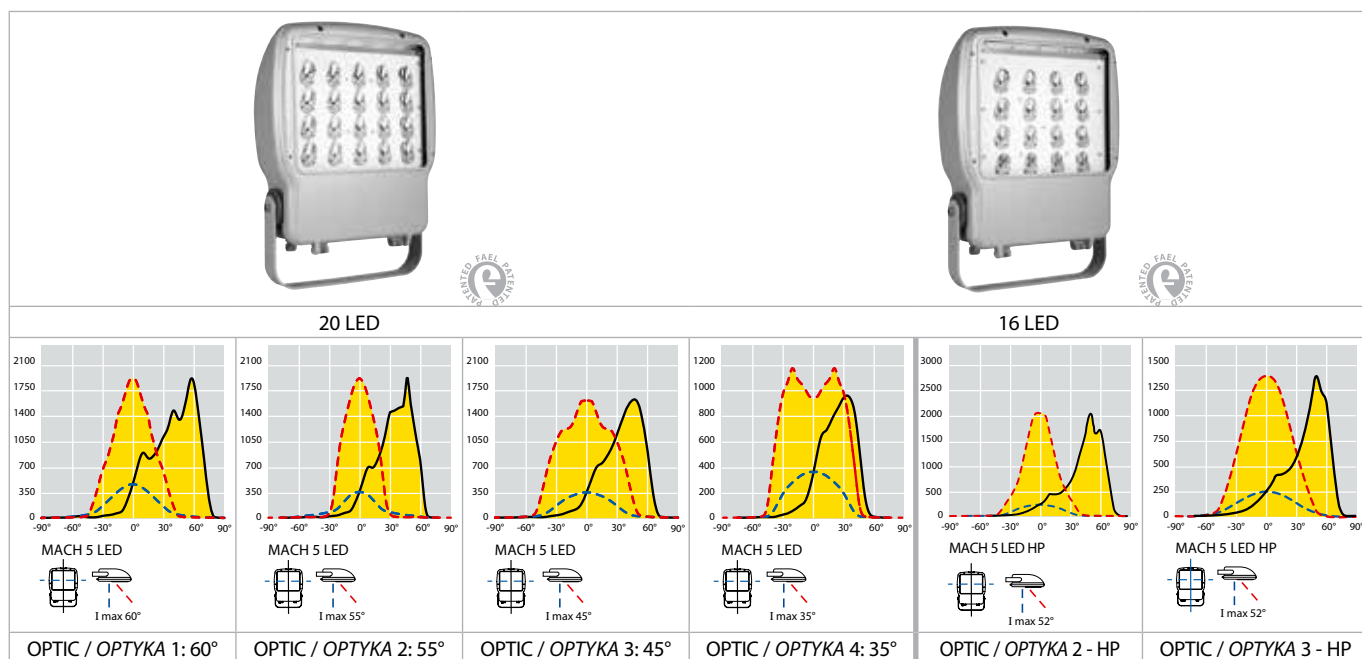 PATENTED FAEL PATENTED
PATENTED FAEL PATENTED
20 LED
16 LED
2100
1750
1400
1050
700
350
0
-90° -60° -30° 0° 30° 60° 90°
MACH 5 LED
I max 60°
OPTIC / OPTYKA 1: 60°
2100
1750
1400
1050
700
350
0
-90° -60° -30° 0° 30° 60° 90°
MACH 5 LED
I max 55°
OPTIC / OPTYKA 2: 55°
2100
1750
1400
1050
700
350
0
-90° -60° -30° 0° 30° 60° 90°
MACH 5 LED
I max 45°
OPTIC / OPTYKA 3: 45°
1200
1000
800
600
400
200
0
-90° -60° -30° 0° 30° 60° 90°
MACH 5 LED
I max 35°
OPTIC / OPTYKA 4: 35°
3000
2500
2000
1500
1000
500
0
-90° -60° -30° 0° 30° 60° 90°
MACH 5 LED HP
I max 52°
OPTIC / OPTYKA 2 - HP
1500
1250
1000
750
500
250
0
-90° -60° -30° 0° 30° 60° 90°
MACH 5 LED HP
I max 52°
OPTIC / OPTYKA 3 - HP